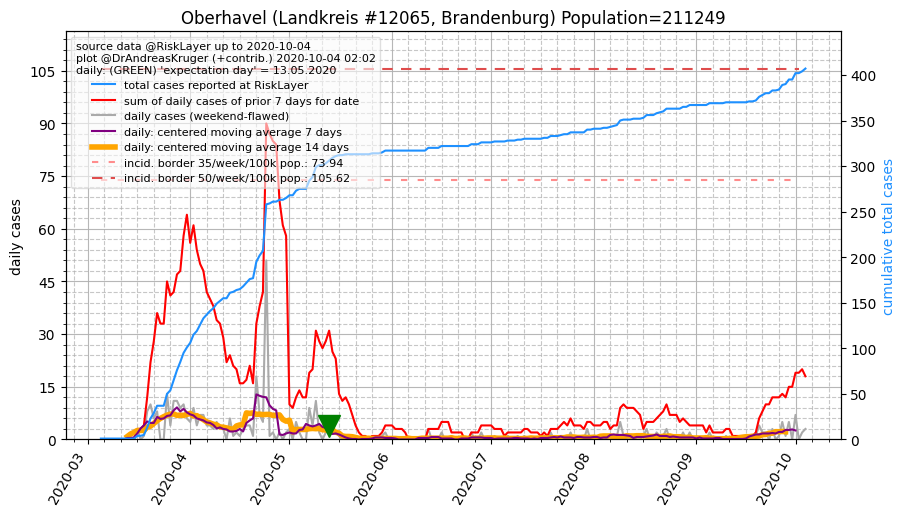 Oberhavel (Landkreis #12065, Brandenburg) Population=211249
source data @RiskLayer up to 2020-10-04
plot @DrAndreasKruger (+contrib.) 2020-10-04 02:02
daily: (GREEN) 'expectation day' = 13.05.2020
total cases reported at RiskLayer
sum of daily cases of prior 7 days for date
daily cases (weekend-flawed)
daily: centered moving average 7 days
daily: centered moving average 14 days
incid. border 35/week/100k pop.: 73.94
incid. border 50/week/100k pop.: 105.62
daily cases
105
90
75
60
45
30
15
0
cumulative total cases
400
350
300
250
200
150
100
50
0
2020-03
2020-04
2020-05
2020-06
2020-07
2020-08
2020-09
2020-10